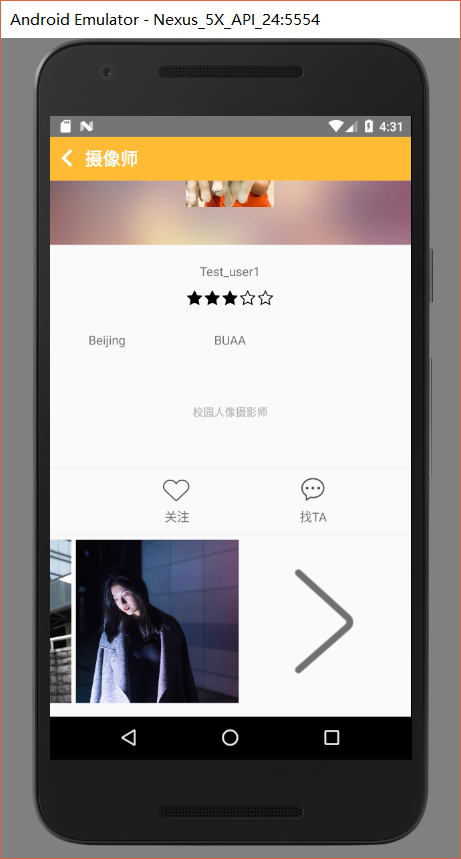 Android Emulator - Nexus_5X_API_24:5554
4:31
摄像师
Test_user1
Beijing BUAA
校园人像摄影师
关注 找TA